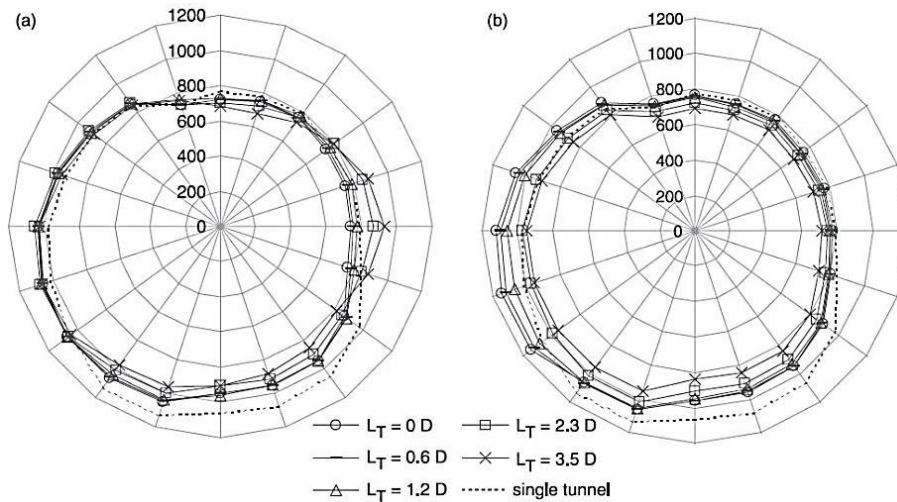 (a)
1200
1000
800
600
400
200
0
(b)
1200
1000
800
600
400
200
0
L_T = 0 D
L_T = 2.3 D
L_T = 0.6 D
L_T = 3.5 D
L_T = 1.2 D
single tunnel